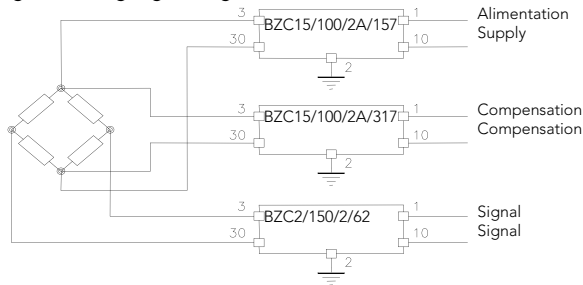 3 BZC15/100/2A/157 1 Alimentation
30 10 Supply
2
3 BZC15/100/2A/317 1 Compensation
30 10 Compensation
2
3 BZC2/150/2/62 1 Signal
30 10 Signal
2